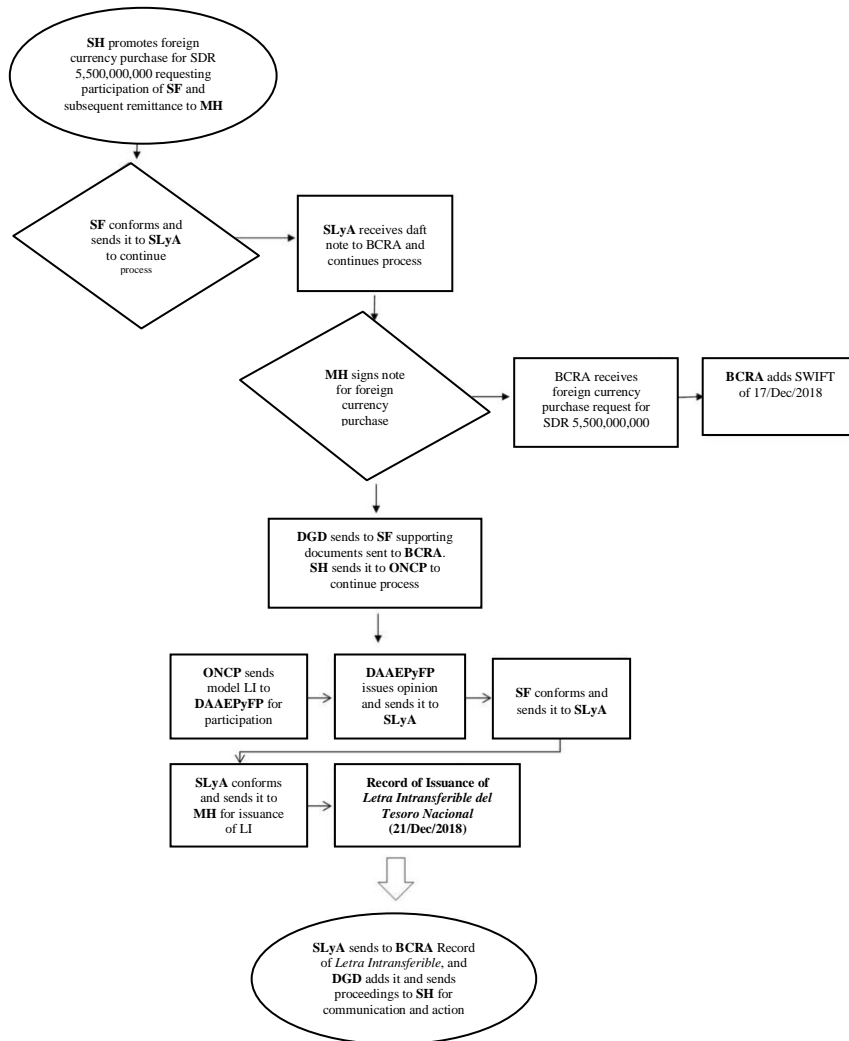 SH promotes foreign
currency purchase for SDR
5,500,000,000 requesting
participation of SF and
subsequent remittance to MH
SF conforms and
sends it to SLyA
to continue
process
SLyA receives daft
note to BCRA and
continues process
MH signs note
for foreign
currency
purchase
BCRA receives
foreign currency
purchase request for
SDR 5,500,000,000
BCRA adds SWIFT
of 17/Dec/2018
DGD sends to SF supporting
documents sent to BCRA.
SH sends it to ONCP to
continue process
ONCP sends
model LI to
DAAEPyFP for
participation
DAAEPyFP
issues opinion
and sends it to
SLyA
SF conforms and
sends it to SLyA
SLyA conforms
and sends it to
MH for issuance
of LI
Record of Issuance of
Letra Intransferible del
Tesoro Nacional
(21/Dec/2018)
SLyA sends to BCRA Record
of Letra Intransferible, and
DGD adds it and sends
proceedings to SH for
communication and action